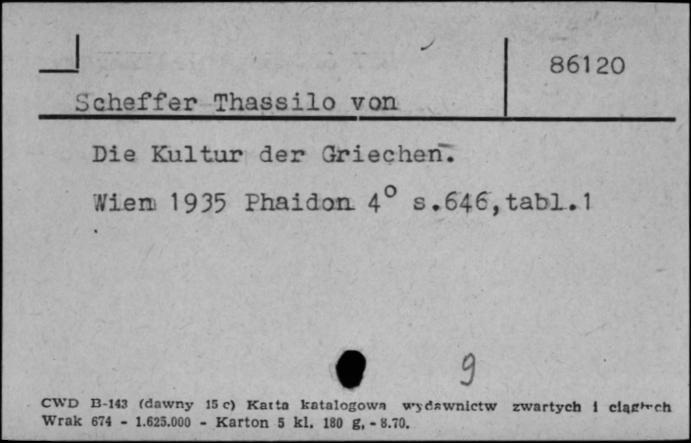 86120
Scheffer Thassilo von
Die Kultur der Griechen.
Wien 1935 Phaidon 4° s.646,tabl.1
9
CWD B-143 (dawny 15 c) Karta katalogowa wydawnictw zwartych i ciągłych
Wrak 674 - 1.625.000 - Karton 5 kl. 180 g. - 8.70.